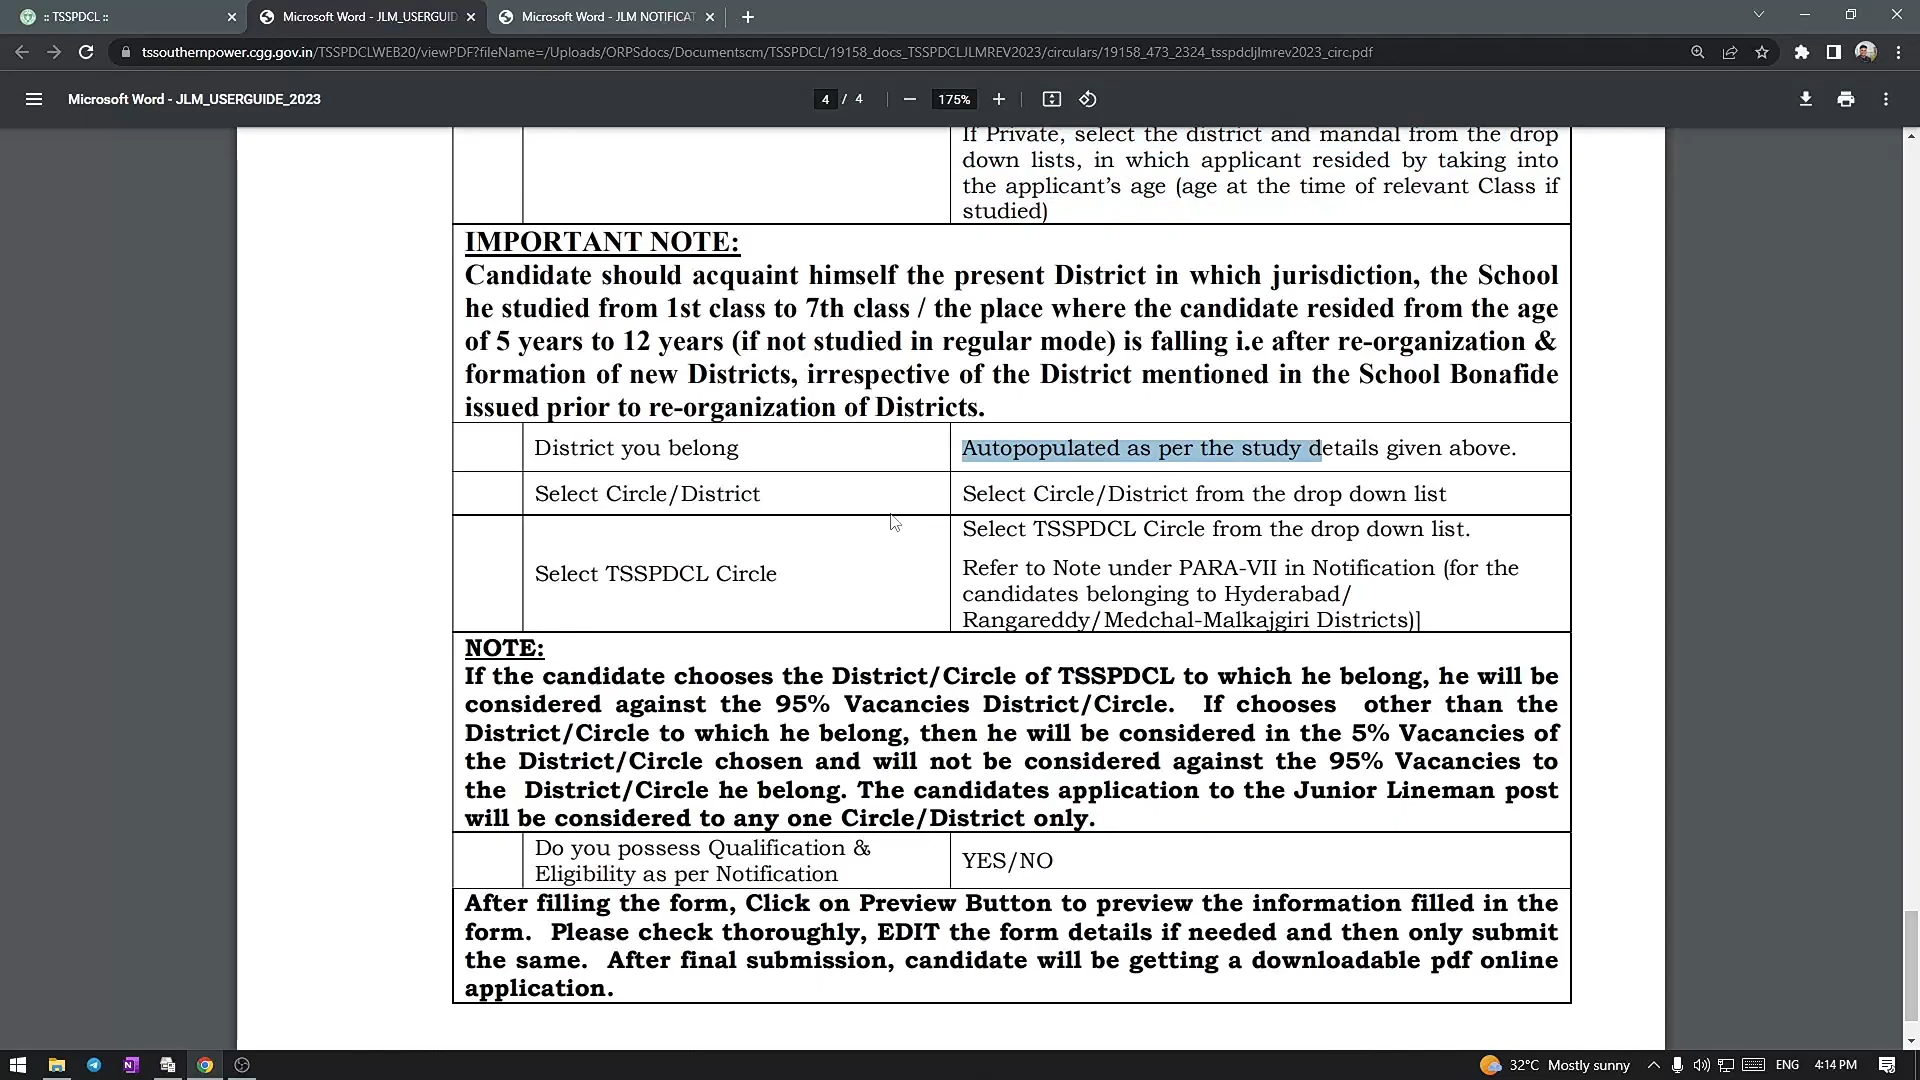 :: TSSPDCL ::
Microsoft Word - JLM_USERGUID
Microsoft Word - JLM NOTIFICAT
tssouthernpower.cgg.gov.in/TSSPDCLWEB20/viewPDF?fileName=/Uploads/ORPSdocs/Documentscm/TSSPDCL/19158_docs_TSSPDCLJLMREV2023/circulars/19158_473_2324_tsspdcljlmrev2023_circ.pdf
Microsoft Word - JLM_USERGUIDE_2023
4 / 4
175%
If Private, select the district and mandal from the drop
down lists, in which applicant resided by taking into
the applicant's age (age at the time of relevant Class if
studied)
IMPORTANT NOTE:
Candidate should acquaint himself the present District in which jurisdiction, the School
he studied from 1st class to 7th class / the place where the candidate resided from the age
of 5 years to 12 years (if not studied in regular mode) is falling i.e after re-organization &
formation of new Districts, irrespective of the District mentioned in the School Bonafide
issued prior to re-organization of Districts.
District you belong
Autopopulated as per the study details given above.
Select Circle/District
Select Circle/District from the drop down list
Select TSSPDCL Circle
Select TSSPDCL Circle from the drop down list.
Refer to Note under PARA-VII in Notification (for the
candidates belonging to Hyderabad/
Rangareddy/Medchal-Malkajgiri Districts)]
NOTE:
If the candidate chooses the District/Circle of TSSPDCL to which he belong, he will be
considered against the 95% Vacancies District/Circle. If chooses other than the
District/Circle to which he belong, then he will be considered in the 5% Vacancies of
the District/Circle chosen and will not be considered against the 95% Vacancies to
the District/Circle he belong. The candidates application to the Junior Lineman post
will be considered to any one Circle/District only.
Do you possess Qualification &
Eligibility as per Notification
YES/NO
After filling the form, Click on Preview Button to preview the information filled in the
form. Please check thoroughly, EDIT the form details if needed and then only submit
the same. After final submission, candidate will be getting a downloadable pdf online
application.
32°C Mostly sunny
ENG
4:14 PM